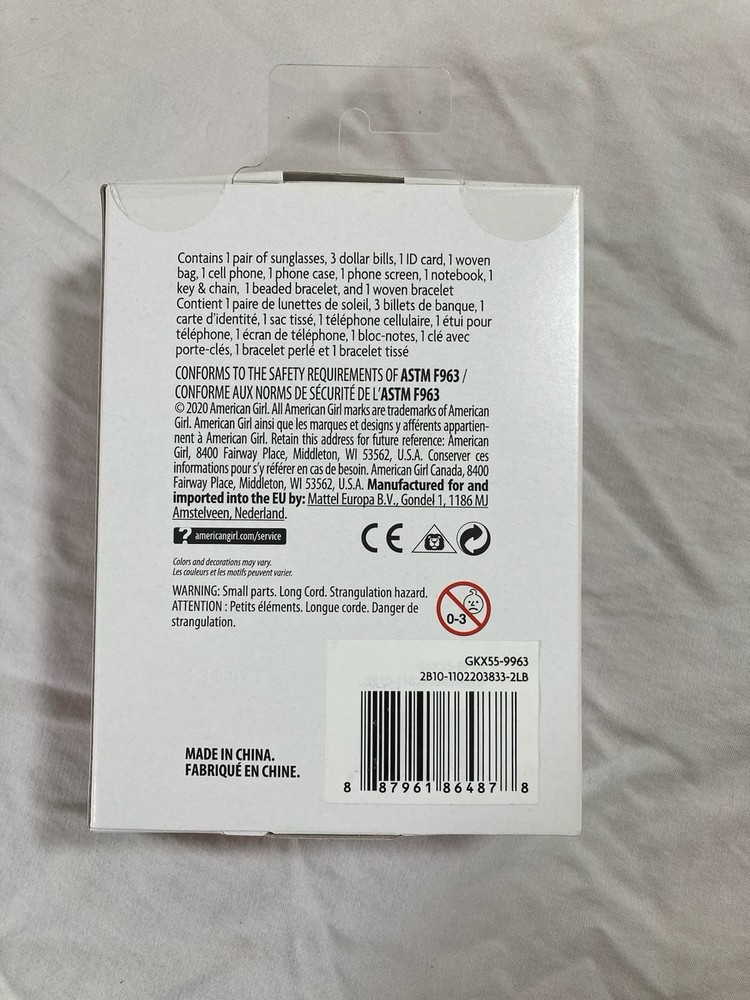 Contains 1 pair of sunglasses, 3 dollar bills, 1 ID card, 1 woven
bag, 1 cell phone, 1 phone case, 1 phone screen, 1 notebook, 1
key & chain, 1 beaded bracelet, and 1 woven bracelet
Contient 1 paire de lunettes de soleil, 3 billets de banque, 1
carte d'identité, 1 sac tissé, 1 téléphone cellulaire, 1 étui pour
téléphone, 1 écran de téléphone, 1 bloc-notes, 1 clé avec
porte-clés, 1 bracelet perlé et 1 bracelet tissé
CONFORMS TO THE SAFETY REQUIREMENTS OF ASTM F963 /
CONFORME AUX NORMS DE SÉCURITÉ DE L'ASTM F963
© 2020 American Girl. All American Girl marks are trademarks of American
Girl. American Girl ainsi que les marques et designs y afférents appartien-
nent à American Girl. Retain this address for future reference: American
Girl, 8400 Fairway Place, Middleton, WI 53562, U.S.A. Conserver ces
informations pour s'y référer en cas de besoin. American Girl Canada, 8400
Fairway Place, Middleton, WI 53562, U.S.A. Manufactured for and
imported into the EU by: Mattel Europa B.V., Gondel 1, 1186 MJ
Amstelveen, Nederland.
? americangirl.com/service
CE
Colors and decorations may vary.
Les couleurs et les motifs peuvent varier.
WARNING: Small parts. Long Cord. Strangulation hazard.
ATTENTION : Petits éléments. Longue corde. Danger de
strangulation.
0-3
GKX55-9963
2B10-1102203833-2LB
MADE IN CHINA.
FABRIQUÉ EN CHINE.
8 87961 86487 8